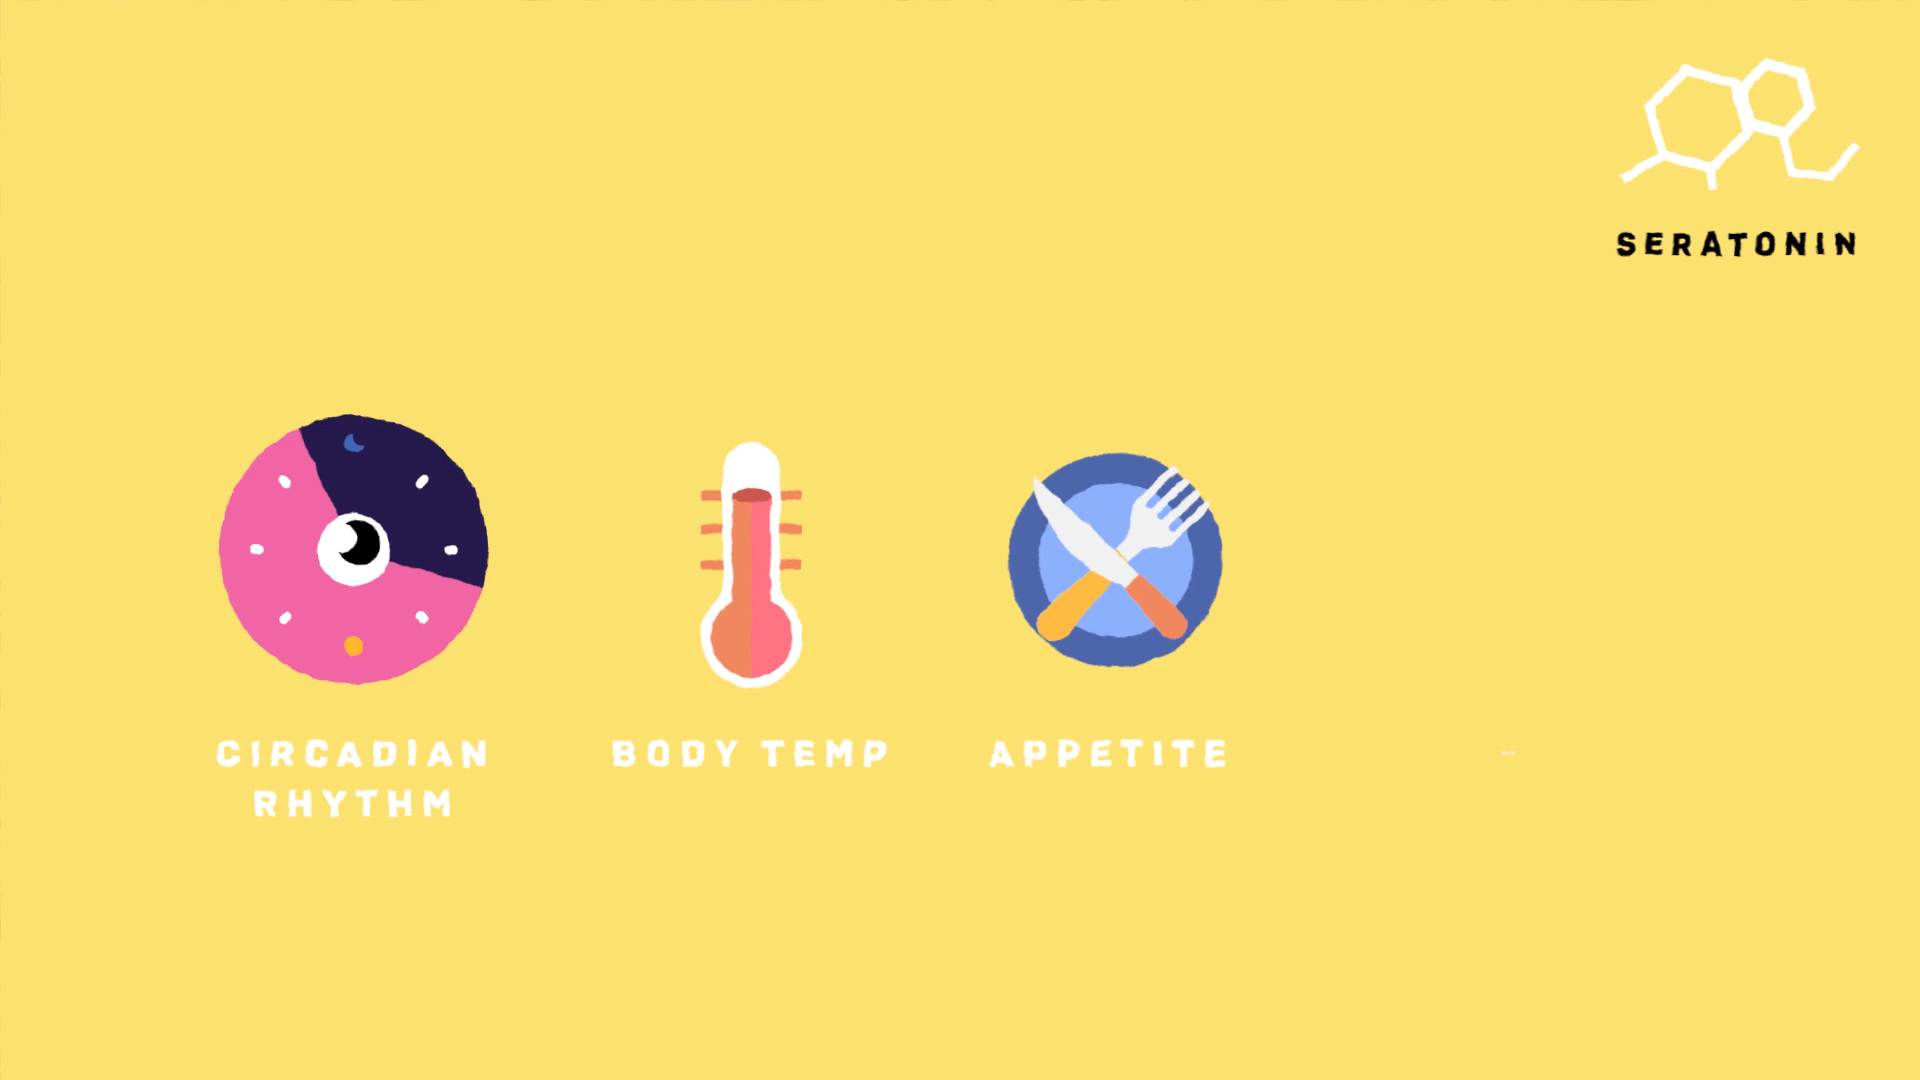 SERATONIN
CIRCADIAN
RHYTHM
BODY TEMP
APPETITE